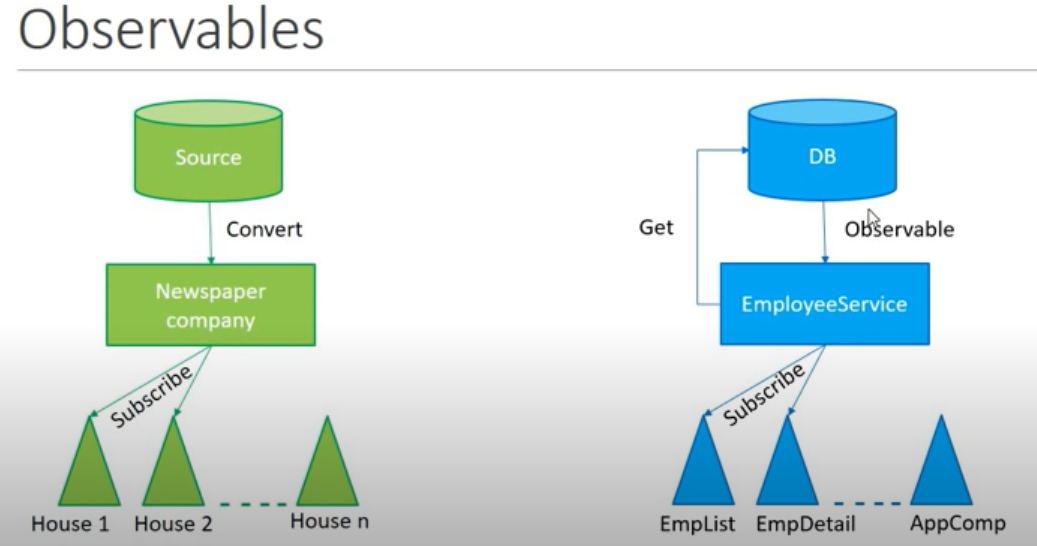 Observables
Source
Convert
Newspaper
company
Subscribe
House 1
House 2
House n
DB
Get
Observable
EmployeeService
Subscribe
EmpList
EmpDetail
AppComp